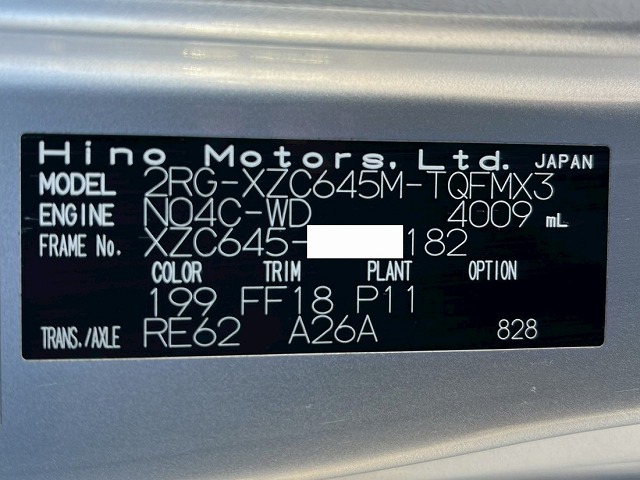 Hino Motors, Ltd. JAPAN
MODEL 2RG-XZC645M-TQFMX3
ENGINE N04C-WD 4009 mL
FRAME No. XZC645- 182
COLOR TRIM PLANT OPTION
199 FF18 P11
TRANS./AXLE RE62 A26A 828